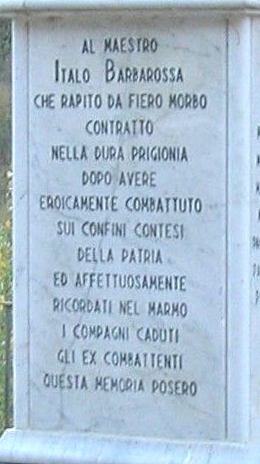 AL MAESTRO
ITALO BARBAROSSA
CHE RAPITO DA FIERO MORBO
CONTRATTO
NELLA DURA PRIGIONIA
DOPO AVERE
EROICAMENTE COMBATTUTO
SUI CONFINI CONTESI
DELLA PATRIA
ED AFFETTUOSAMENTE
RICORDATI NEL MARMO
I COMPAGNI CADUTI
GLI EX COMBATTENTI
QUESTA MEMORIA POSERO